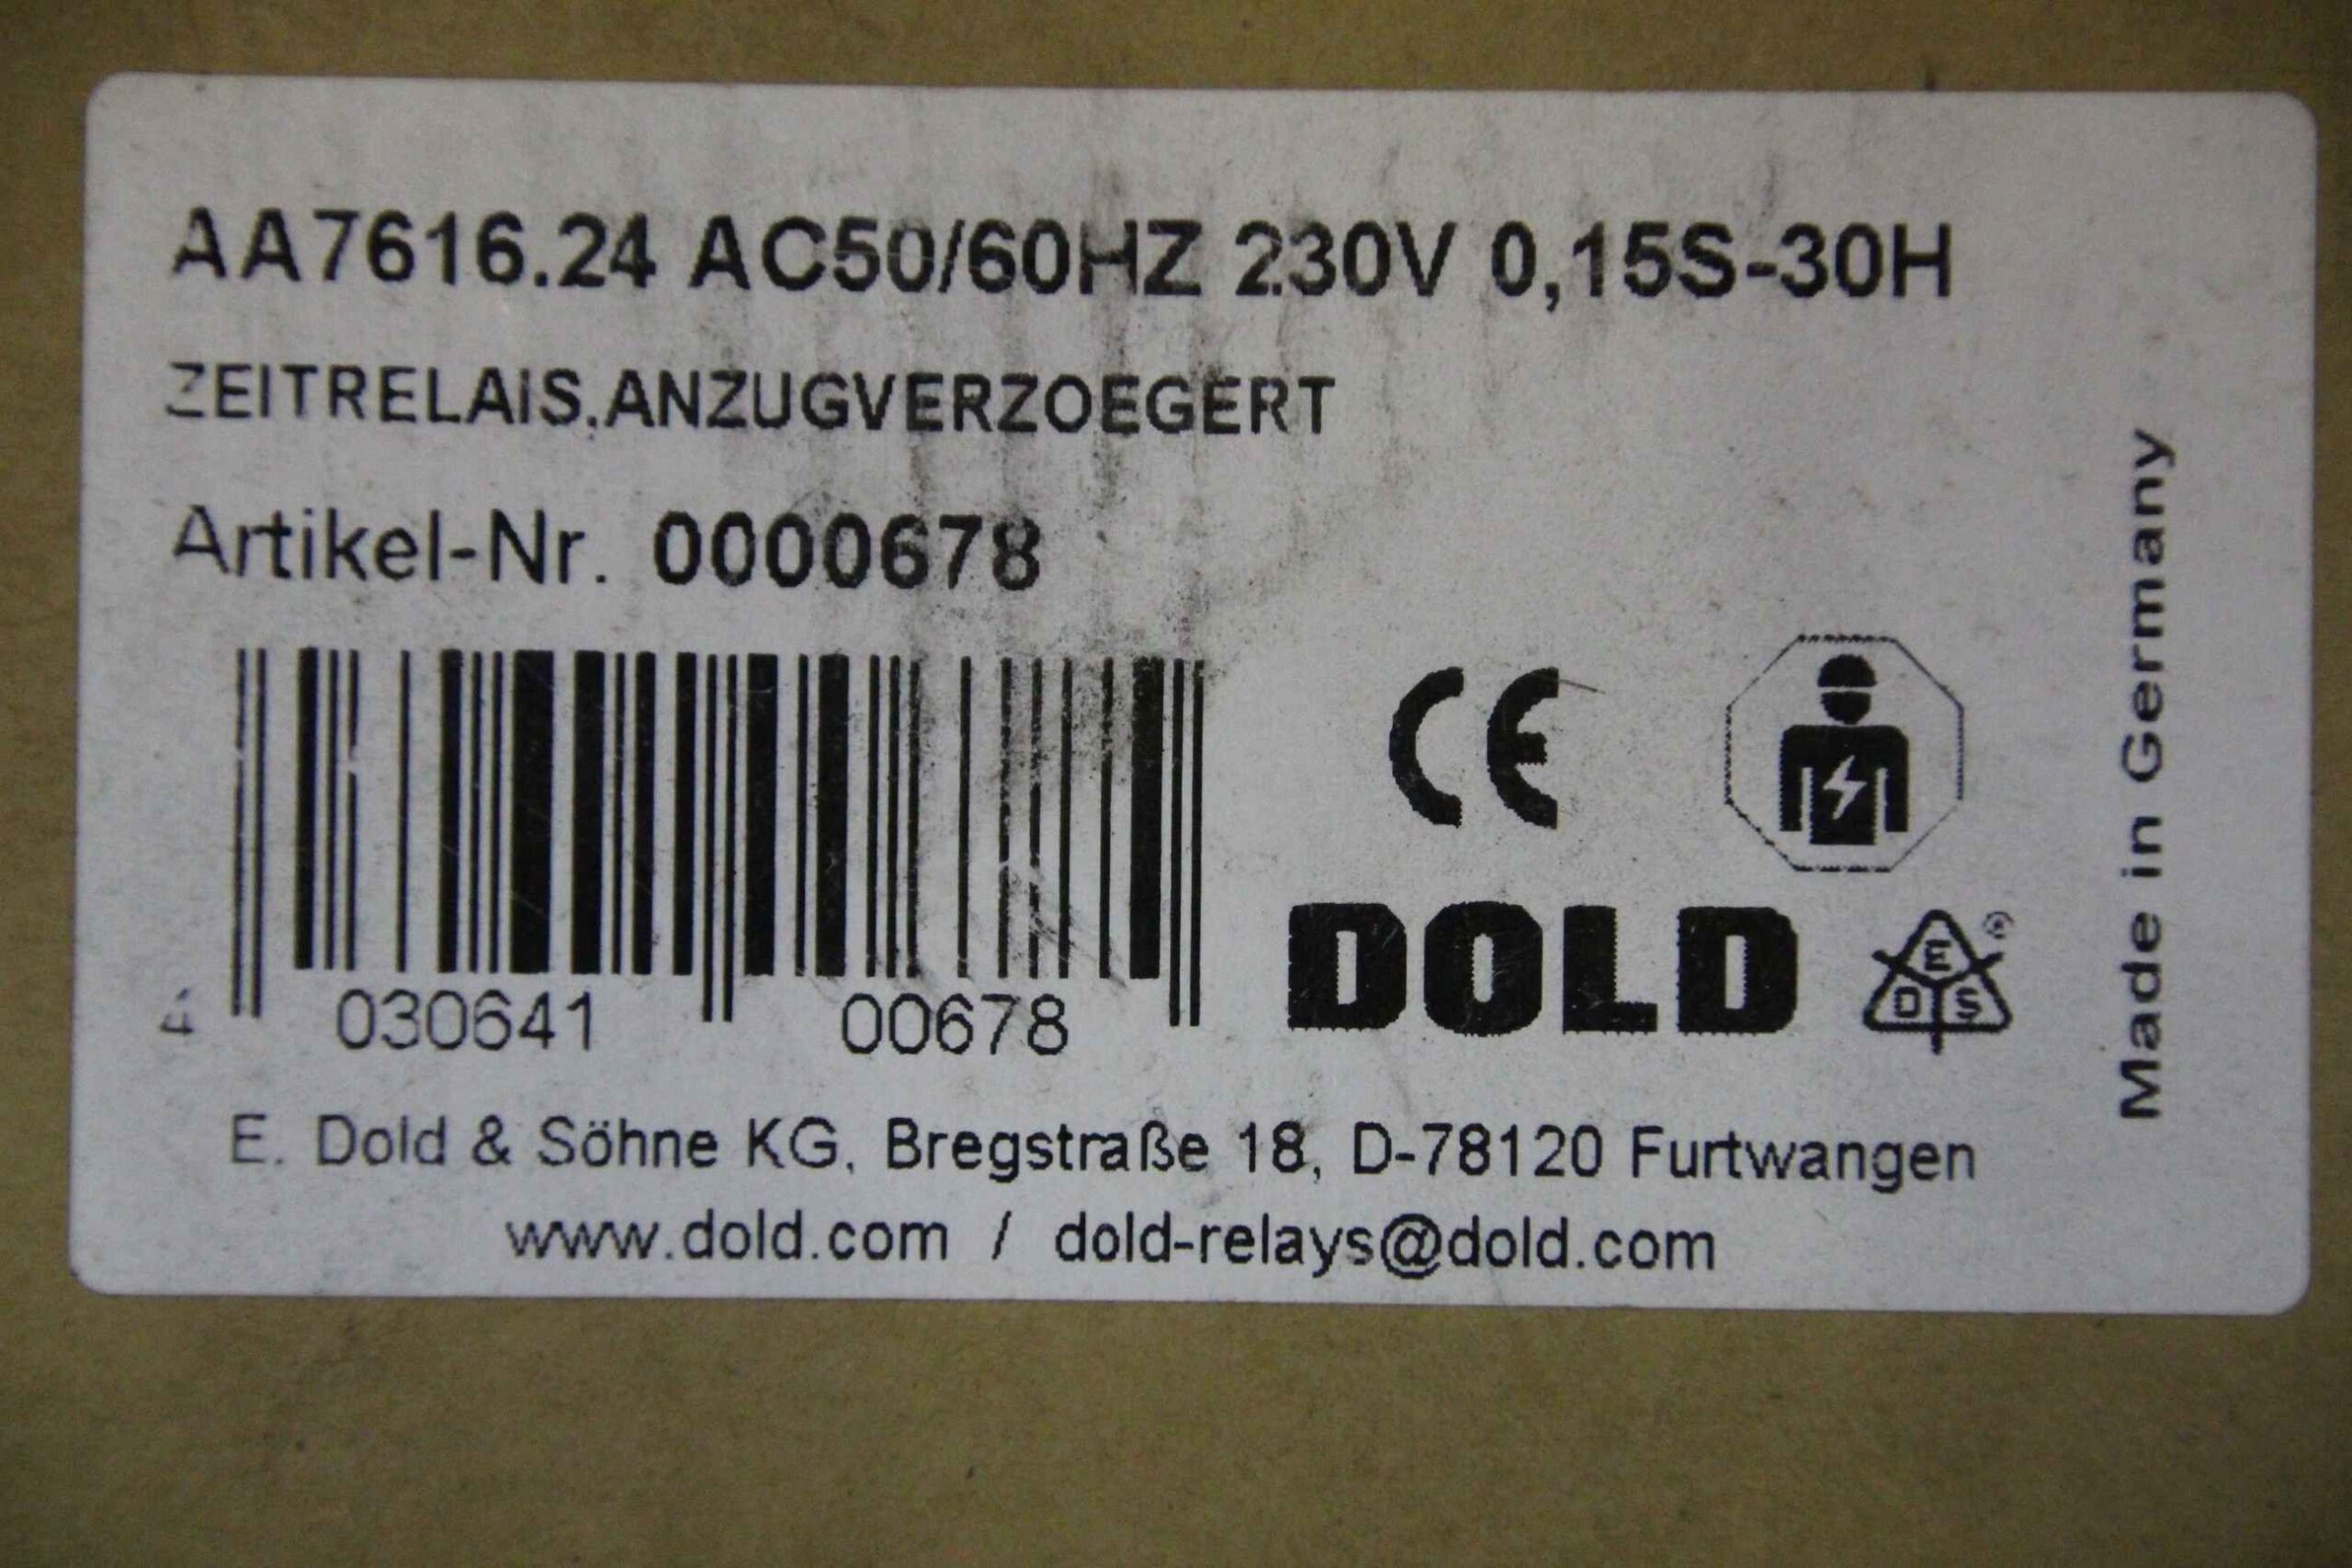 AA7616.24 AC50/60HZ 230V 0,15S-30H
ZEITRELAIS,ANZUGVERZOEGERT
Artikel-Nr. 0000678
030641 00678
CE
DOLD
E
D S
®
E. Dold & Söhne KG, Bregstraße 18, D-78120 Furtwangen
www.dold.com / dold-relays@dold.com
Made in Germany